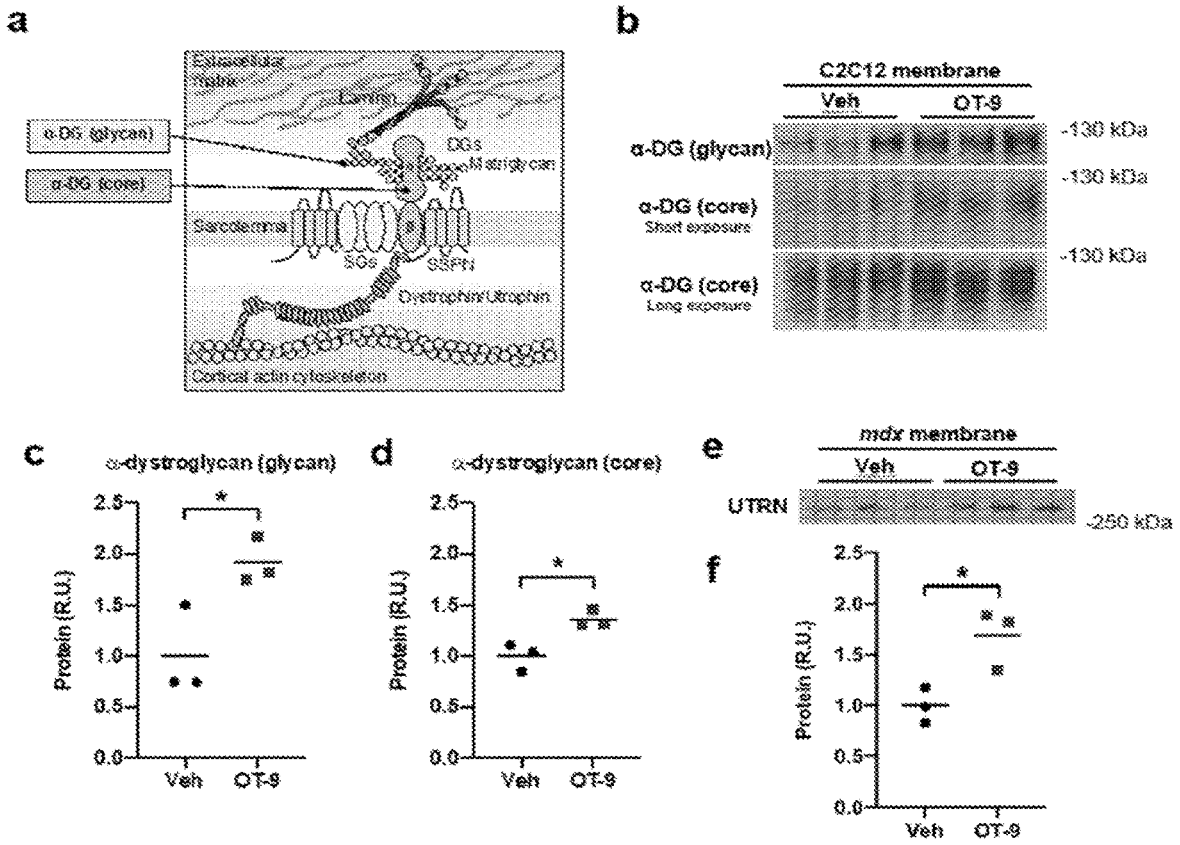 a
Extracellular
matrix
Laminin
α-DG (glycan)
DGs
Matriglycan
α-DG (core)
Sarcolemma
β
SGs
SSPN
Dystrophin/Utrophin
Cortical actin cytoskeleton
b
C2C12 membrane
Veh OT-9
α-DG (glycan) -130 kDa
-130 kDa
α-DG (core)
Short exposure
-130 kDa
α-DG (core)
Long exposure
c
α-dystroglycan (glycan)
*
2.5
2.0
1.5
1.0
0.5
0.0
Protein (R.U.)
Veh OT-9
d
α-dystroglycan (core)
*
2.5
2.0
1.5
1.0
0.5
0.0
Protein (R.U.)
Veh OT-9
e
mdx membrane
Veh OT-9
UTRN -250 kDa
f
*
2.5
2.0
1.5
1.0
0.5
0.0
Protein (R.U.)
Veh OT-9